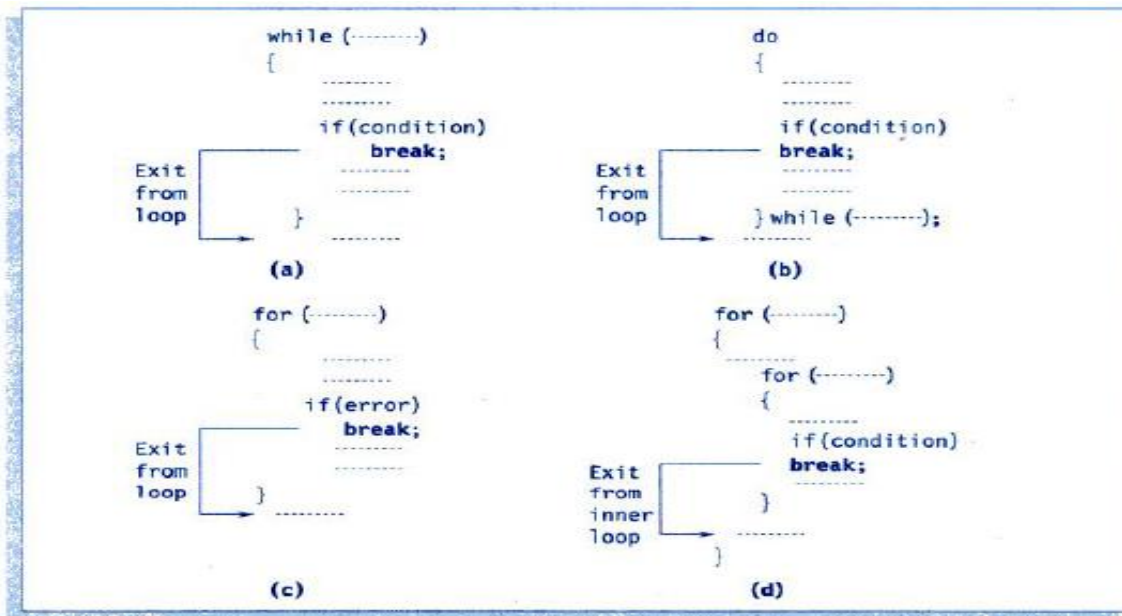 while (--------)
{
--------
--------
if(condition)
break;
--------
--------
}
--------
Exit
from
loop
(a)
do
{
--------
--------
if(condition)
break;
--------
--------
} while (--------);
--------
Exit
from
loop
(b)
for (--------)
{
--------
--------
if(error)
break;
--------
--------
}
--------
Exit
from
loop
(c)
for (--------)
{
--------
for (---------)
{
--------
if(condition)
break;
--------
}
--------
}
Exit
from
inner
loop
(d)